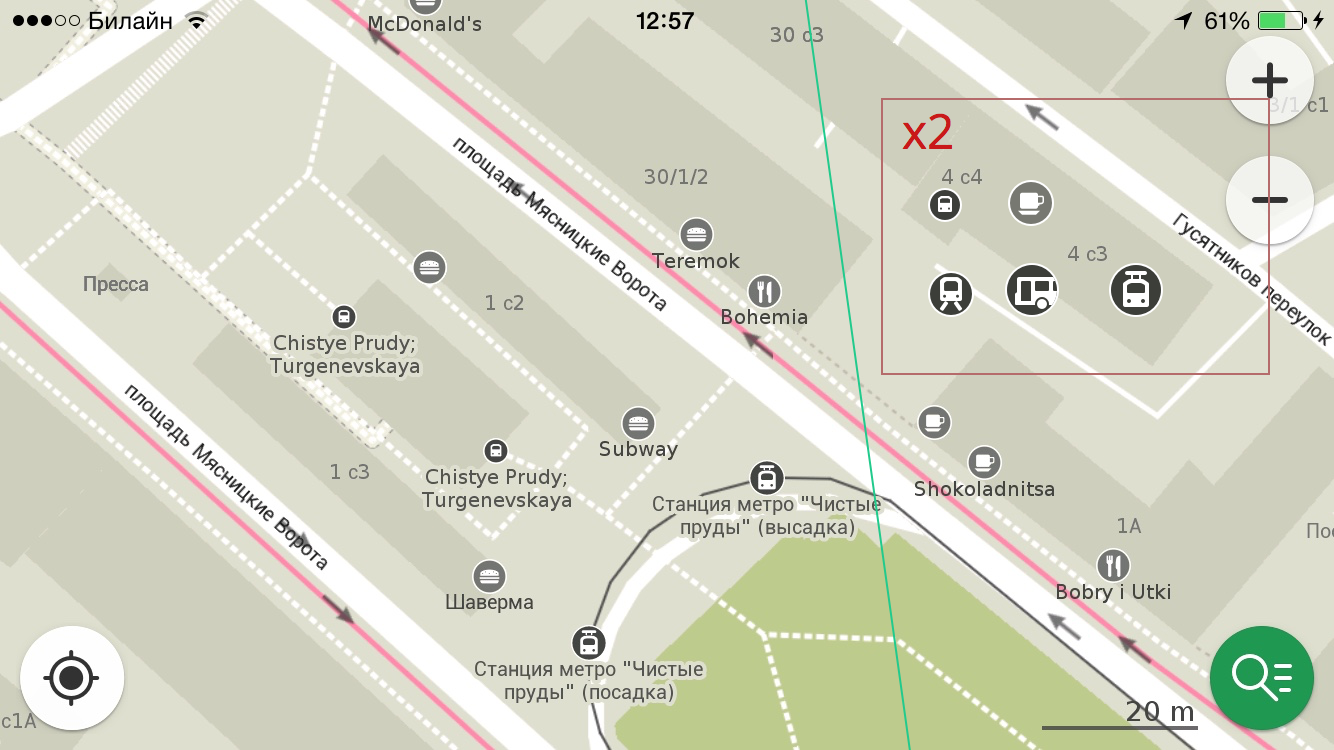 Билайн
12:57
61%
McDonald's
30 с3
x2
3/1 с1
4 с4
4 с3
площадь Мясницкие Ворота
30/1/2
Teremok
Bohemia
Гусятников переулок
Пресса
1 с2
Chistye Prudy;
Turgenevskaya
площадь Мясницкие Ворота
1 с3
Chistye Prudy;
Turgenevskaya
Subway
Shokoladnitsa
Станция метро "Чистые
пруды" (высадка)
1А
Пос
Шаверма
Bobry i Utki
Станция метро "Чистые
пруды" (посадка)
с1А
20 m